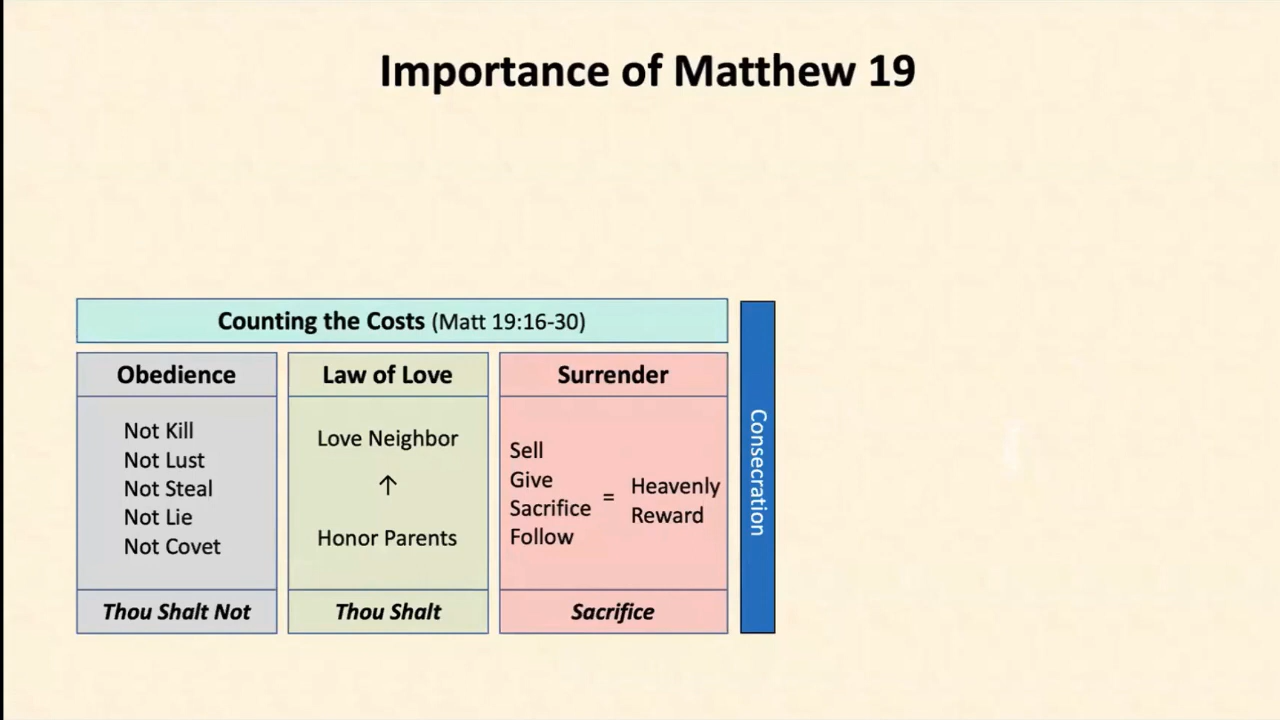 Importance of Matthew 19
Counting the Costs (Matt 19:16-30)
Obedience
Not Kill
Not Lust
Not Steal
Not Lie
Not Covet
Thou Shalt Not
Law of Love
Love Neighbor
↑
Honor Parents
Thou Shalt
Surrender
Sell
Give
Sacrifice
Follow
=
Heavenly
Reward
Sacrifice
Consecration